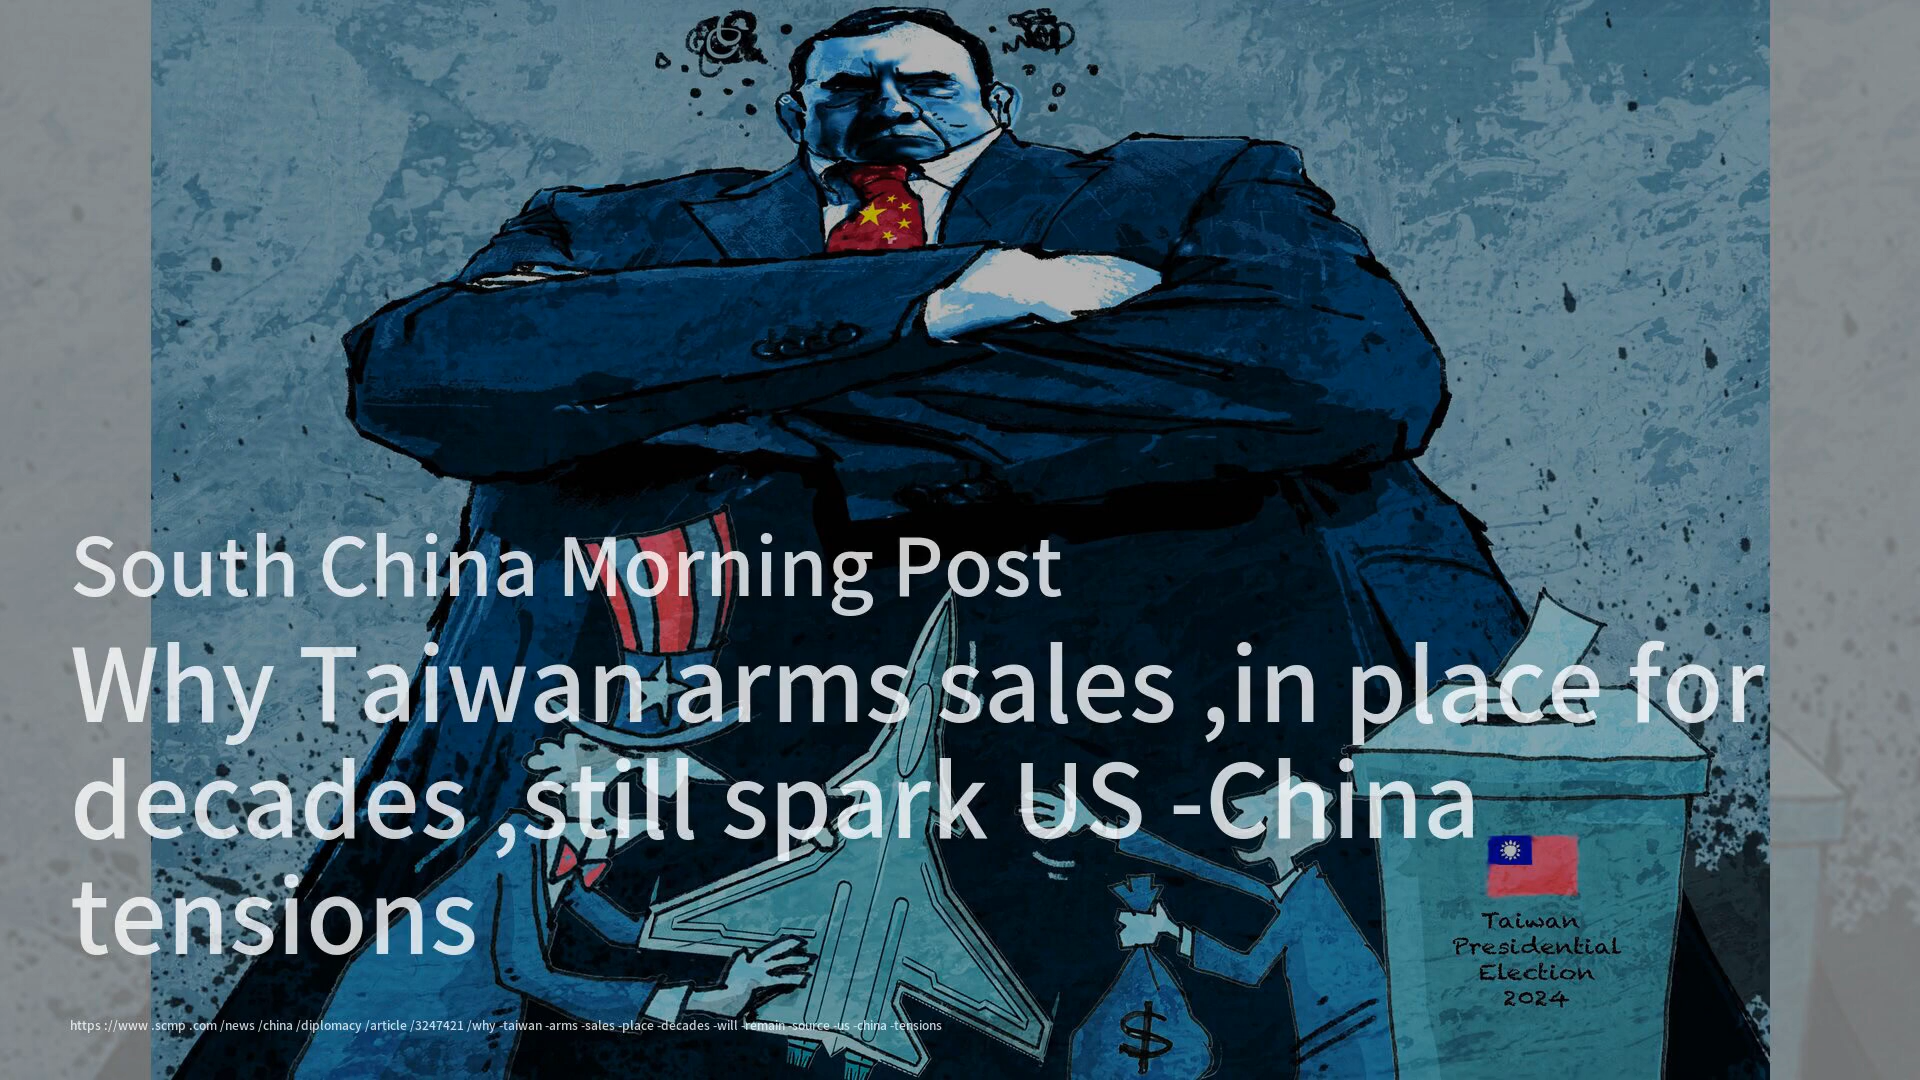 South China Morning Post
Why Taiwan arms sales ,in place for
decades ,still spark US -China
tensions
Taiwan
Presidential
Election
2024
$
https ://www .scmp .com /news /china /diplomacy /article /3247421 /why -taiwan -arms -sales -place -decades -will -remain -source -us -china -tensions